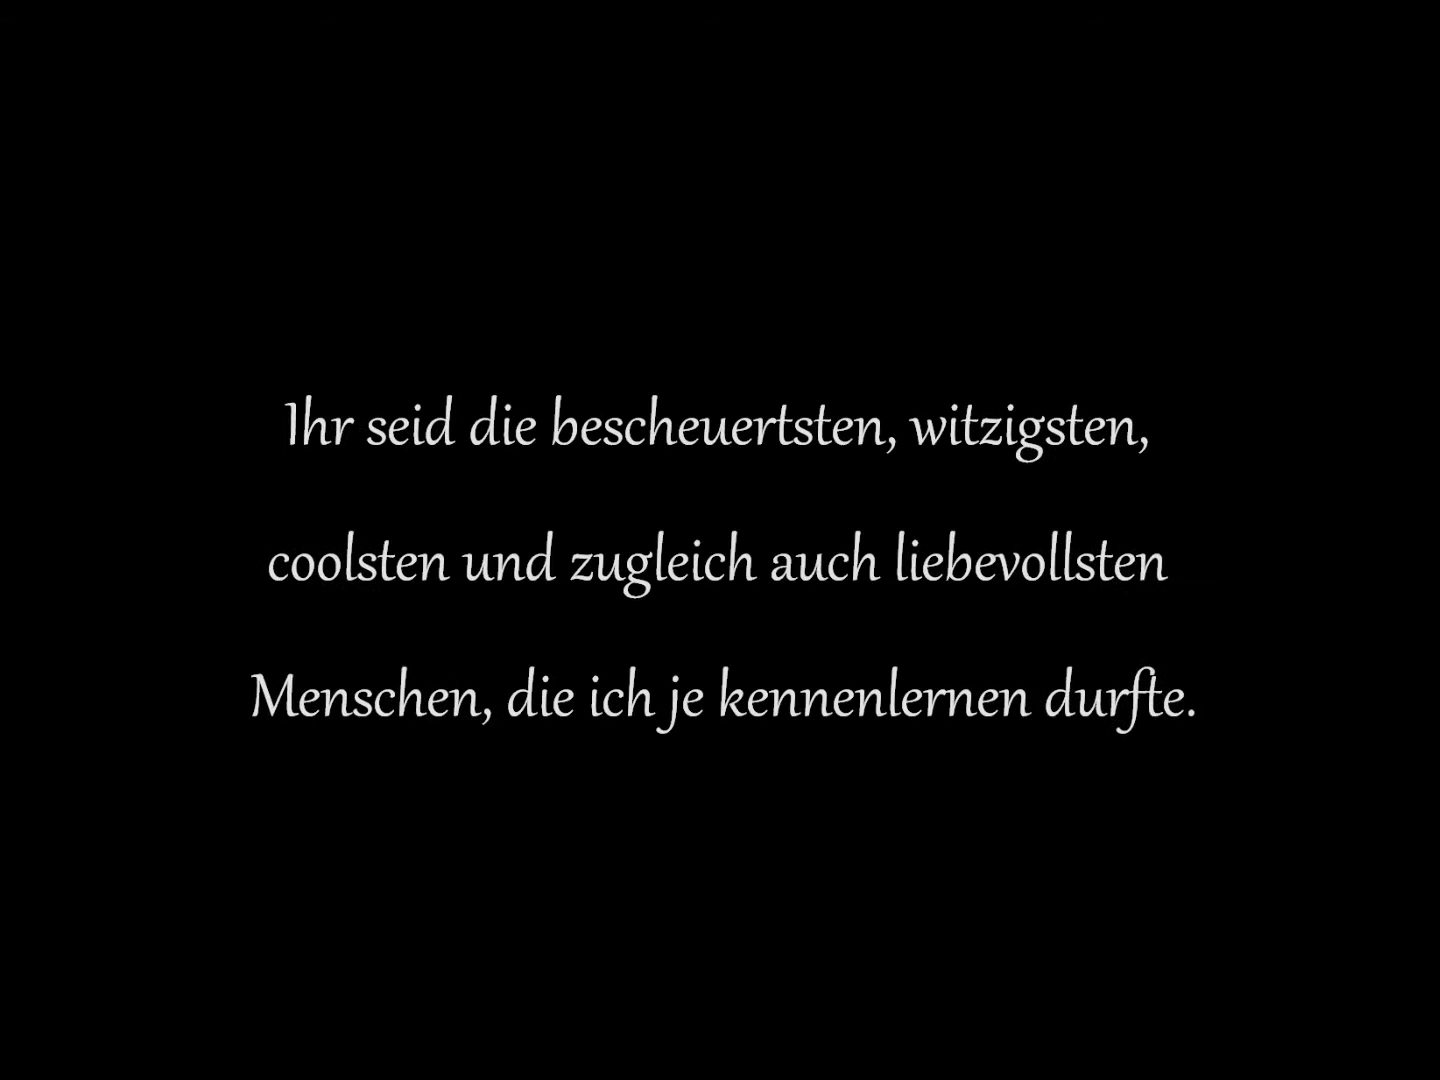 Ihr seid die bescheuertsten, witzigsten,
coolsten und zugleich auch liebevollsten
Menschen, die ich je kennenlernen durfte.